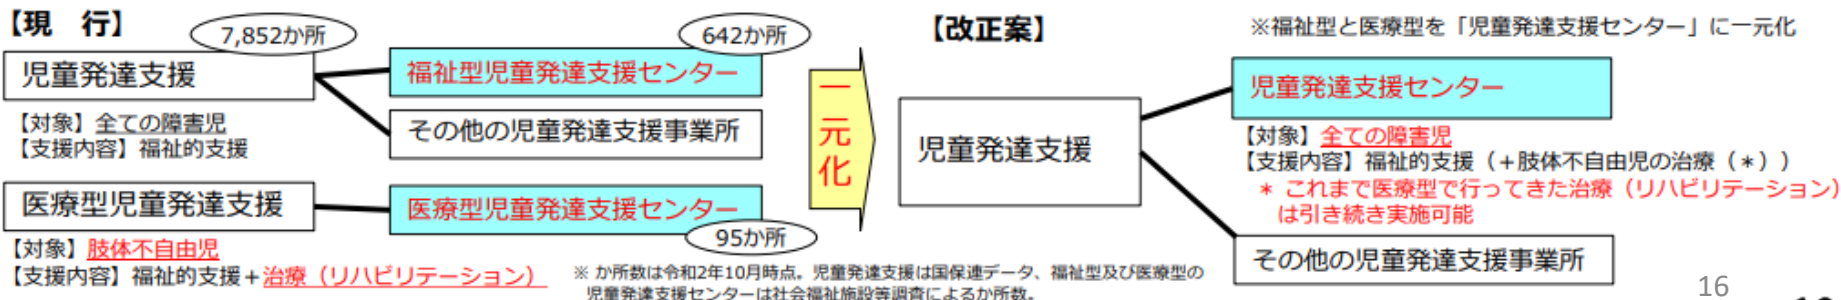 【現　行】
7,852か所
児童発達支援
【対象】全ての障害児
【支援内容】福祉的支援
642か所
福祉型児童発達支援センター
その他の児童発達支援事業所
医療型児童発達支援
【対象】肢体不自由児
【支援内容】福祉的支援＋治療（リハビリテーション）
医療型児童発達支援センター
95か所
※ か所数は令和2年10月時点。児童発達支援は国保連データ、福祉型及び医療型の
児童発達支援センターは社会福祉施設等調査によるか所数。
一元化
【改正案】
※福祉型と医療型を「児童発達支援センター」に一元化
児童発達支援
児童発達支援センター
【対象】全ての障害児
【支援内容】福祉的支援（＋肢体不自由児の治療（＊））
＊ これまで医療型で行ってきた治療（リハビリテーション）
は引き続き実施可能
その他の児童発達支援事業所
16